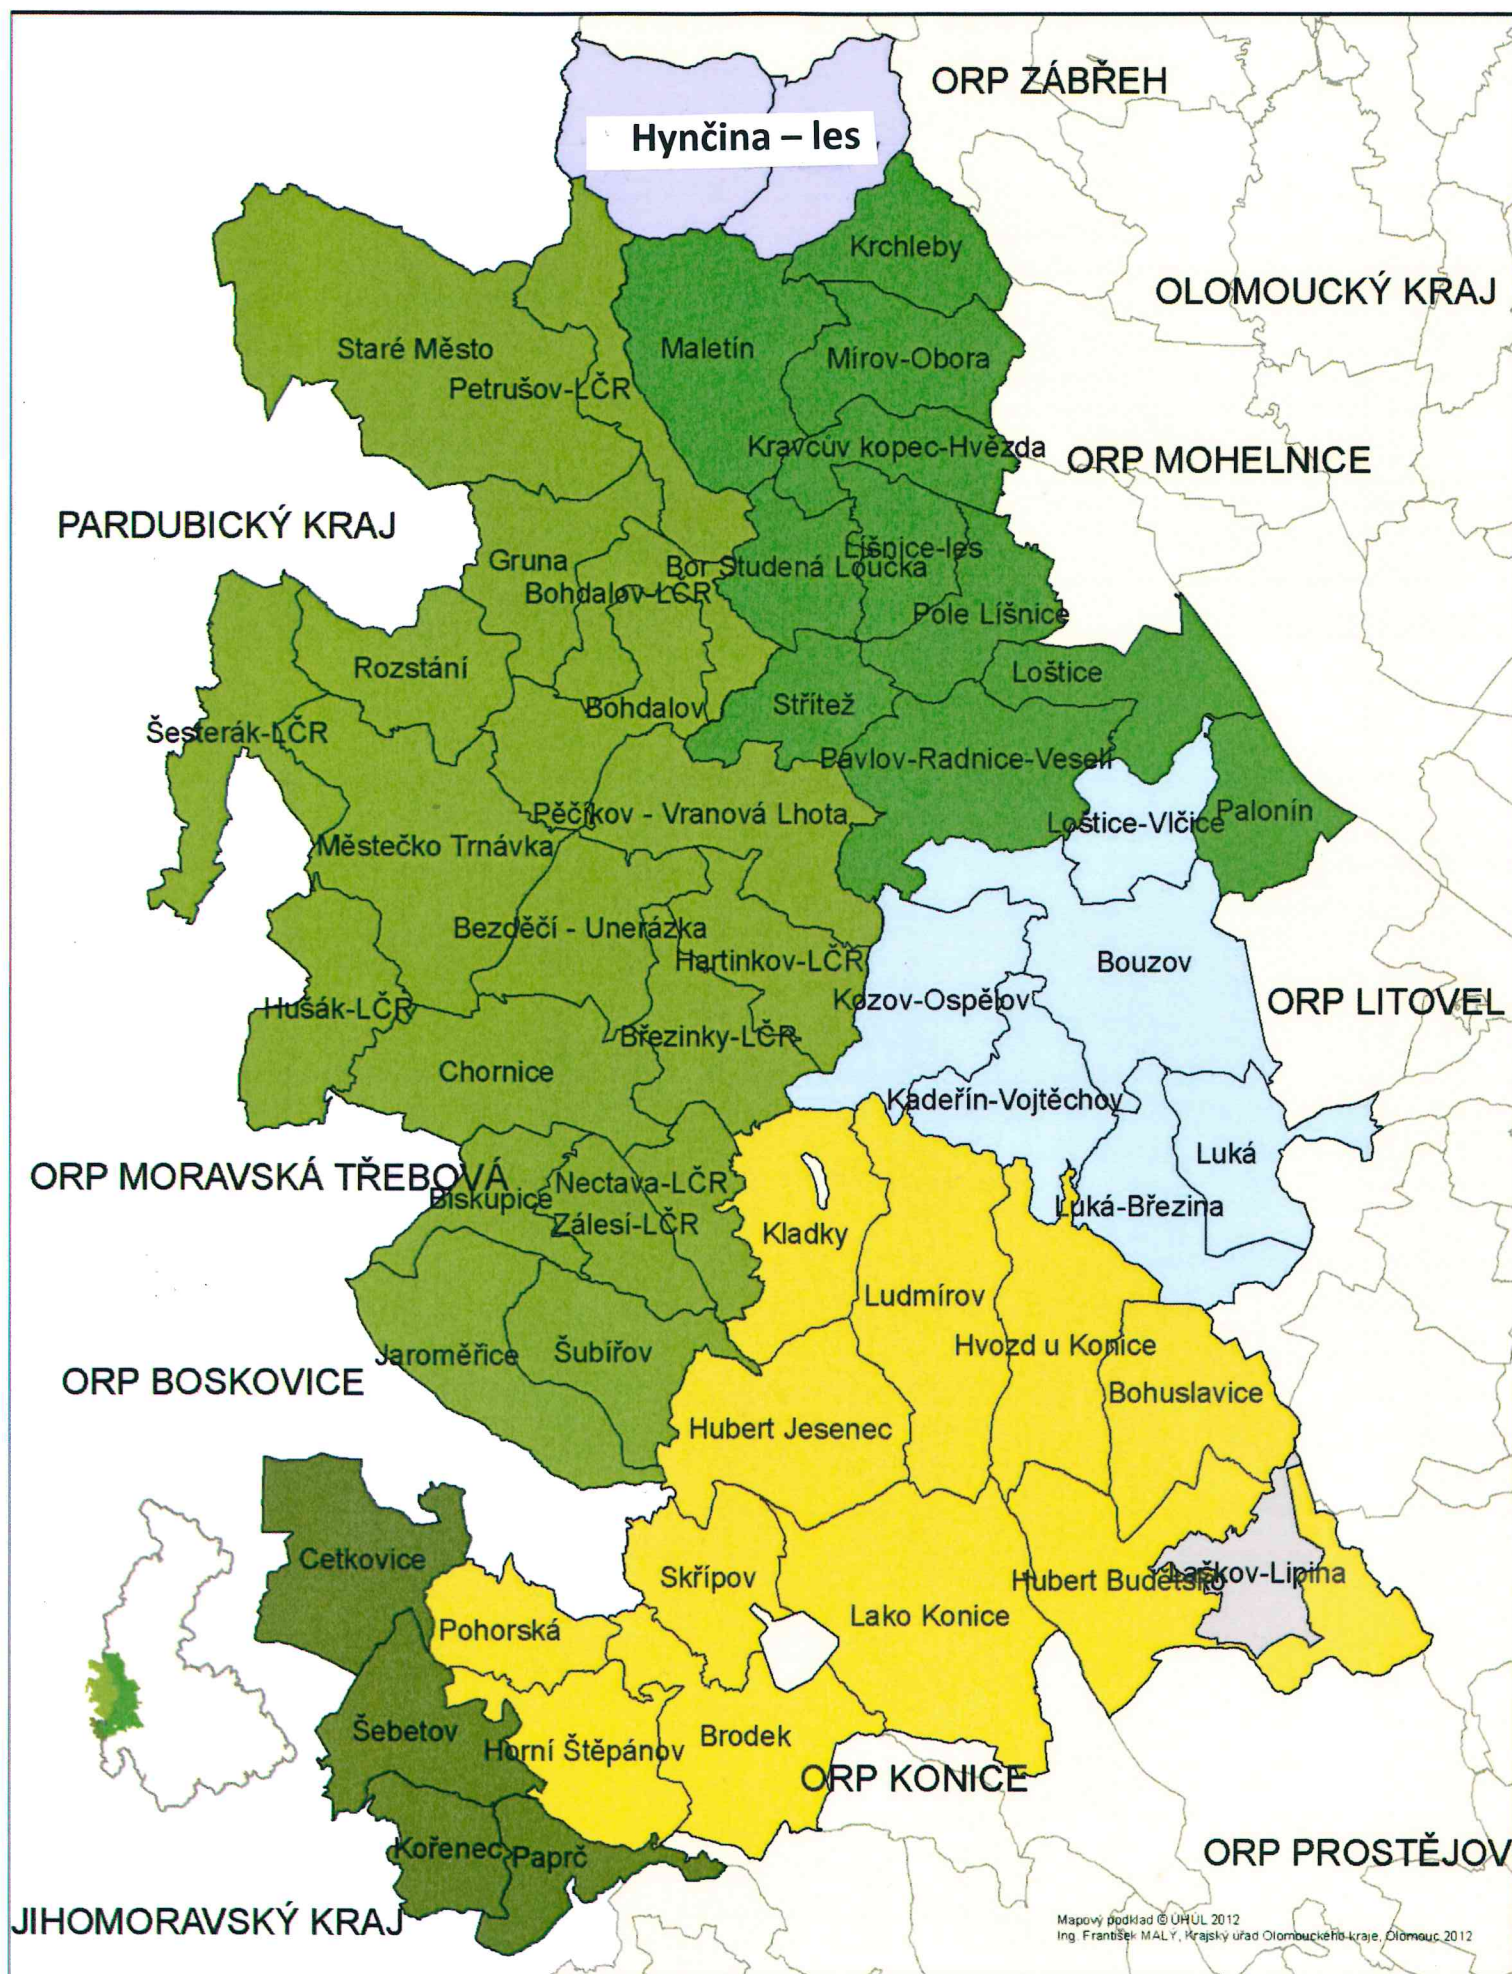 ORP ZÁBŘEH
Hynčina – les
Krchleby
OLOMOUCKÝ KRAJ
Staré Město
Maletín
Mírov-Obora
Petrušov-LČR
Kravcův kopec-Hvězda
ORP MOHELNICE
PARDUBICKÝ KRAJ
Gruna
Líšnice-les
Bor Studená Loučka
Bohdalov-LČR
Pole Líšnice
Rozstání
Loštice
Střítež
Bohdalov
Šesterák-LČR
Pavlov-Radnice-Veselí
Pěčíkov - Vranová Lhota
Loštice-Vlčice
Palonín
Městečko Trnávka
Bezděčí - Unerázka
Hartinkov-LČR
Bouzov
Kozov-Ospělov
ORP LITOVEL
Hušák-LČR
Březinky-LČR
Chornice
Kadeřín-Vojtěchov
Luká
ORP MORAVSKÁ TŘEBOVÁ
Nectava-LČR
Biskupice
Luká-Březina
Zálesí-LČR
Kladky
Ludmírov
Hvozd u Konice
Jaroměřice
Šubířov
ORP BOSKOVICE
Bohuslavice
Hubert Jesenec
Cetkovice
Skřípov
Hubert Budětsko
Laškov-Lipina
Lako Konice
Pohorská
Šebetov
Horní Štěpánov
Brodek
ORP KONICE
Kořenec
Paprč
ORP PROSTĚJOV
JIHOMORAVSKÝ KRAJ
Mapový podklad © ÚHÚL 2012
Ing. František MALÝ, Krajský úřad Olomouckého kraje, Olomouc 2012